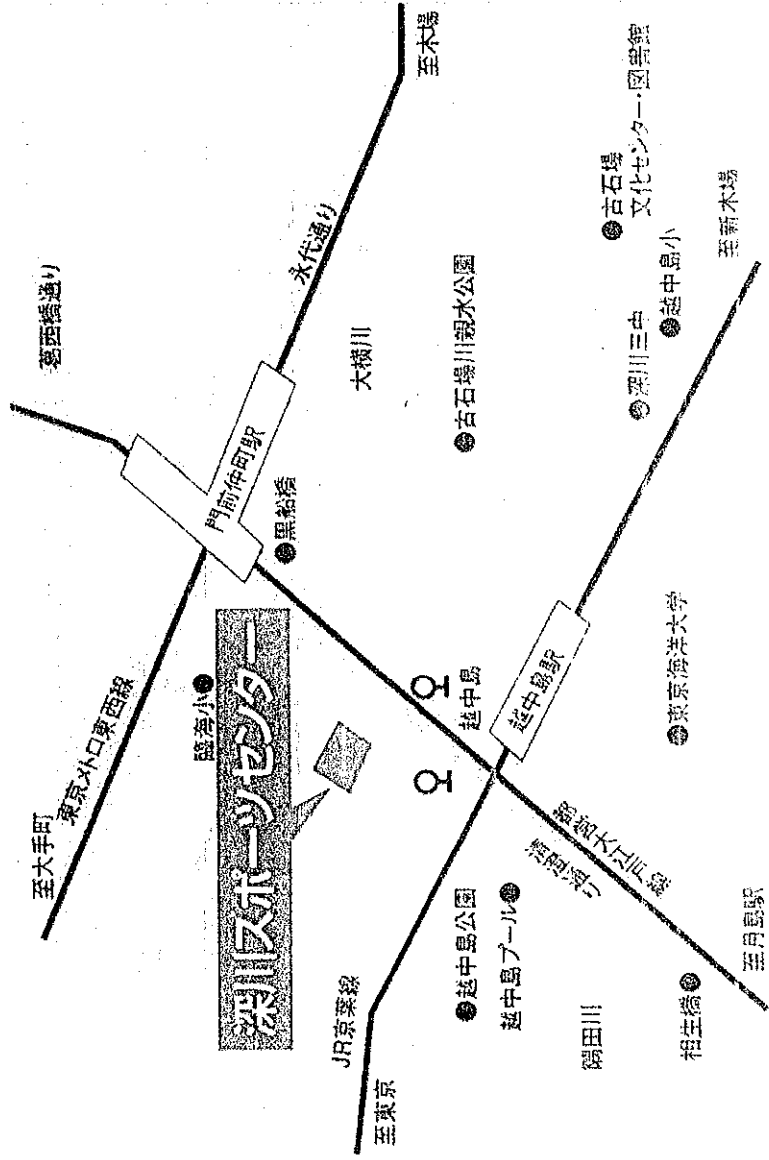 至大手町
東京メトロ東西線
葛西橋通り
臨海小
門前仲町駅
永代通り
至木場
深川スポーツセンター
黒船橋
大横川
古石場川親水公園
JR京葉線
至東京
越中島
越中島公園
越中島プール
越中島駅
古石場
文化センター・図書館
深川三中
越中島小
至新木場
東京海洋大学
都営大江戸線
清澄通り
隅田川
相生橋
至月島駅